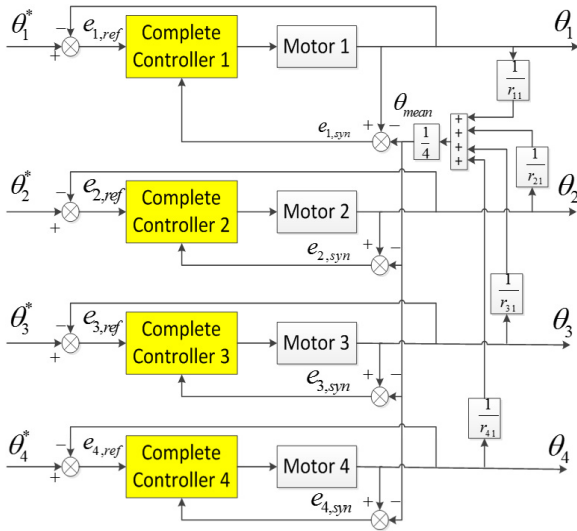 θ₁* − + e₁,ref Complete Controller 1 Motor 1 θ₁
1/r₁₁
e₁,syn + − θmean 1/4 + + + +
1/r₂₁
θ₂* − + e₂,ref Complete Controller 2 Motor 2 θ₂
e₂,syn + −
1/r₃₁
θ₃* − + e₃,ref Complete Controller 3 Motor 3 θ₃
e₃,syn + −
1/r₄₁
θ₄* − + e₄,ref Complete Controller 4 Motor 4 θ₄
e₄,syn + −